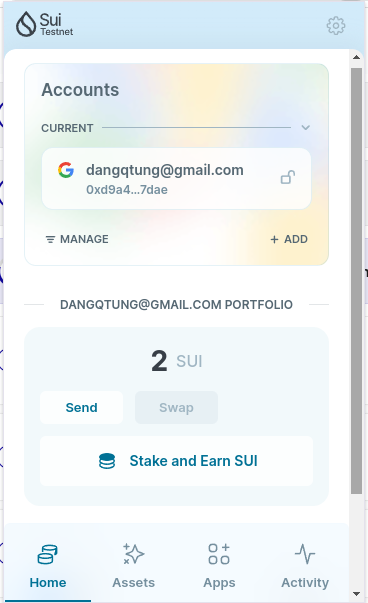 Sui
Testnet
Accounts
CURRENT
dangqtung@gmail.com
0xd9a4...7dae
MANAGE
+ ADD
DANGQTUNG@GMAIL.COM PORTFOLIO
2 SUI
Send
Swap
Stake and Earn SUI
Home
Assets
Apps
Activity